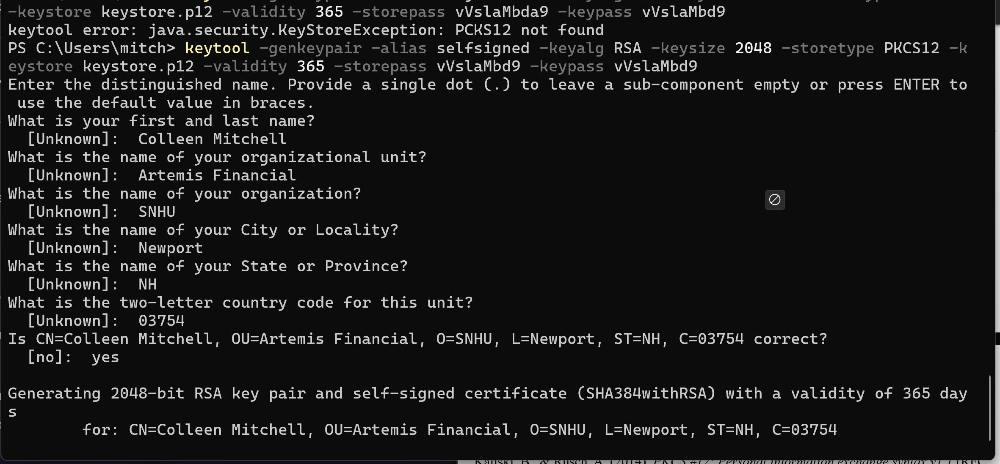 -keystore keystore.p12 -validity 365 -storepass vVslaMbda9 -keypass vVslaMbd9
keytool error: java.security.KeyStoreException: PCKS12 not found
PS C:\Users\mitch> keytool -genkeypair -alias selfsigned -keyalg RSA -keysize 2048 -storetype PKCS12 -k
eystore keystore.p12 -validity 365 -storepass vVslaMbd9 -keypass vVslaMbd9
Enter the distinguished name. Provide a single dot (.) to leave a sub-component empty or press ENTER to
 use the default value in braces.
What is your first and last name?
  [Unknown]:  Colleen Mitchell
What is the name of your organizational unit?
  [Unknown]:  Artemis Financial
What is the name of your organization?
  [Unknown]:  SNHU
What is the name of your City or Locality?
  [Unknown]:  Newport
What is the name of your State or Province?
  [Unknown]:  NH
What is the two-letter country code for this unit?
  [Unknown]:  03754
Is CN=Colleen Mitchell, OU=Artemis Financial, O=SNHU, L=Newport, ST=NH, C=03754 correct?
  [no]:  yes
Generating 2048-bit RSA key pair and self-signed certificate (SHA384withRSA) with a validity of 365 day
s
        for: CN=Colleen Mitchell, OU=Artemis Financial, O=SNHU, L=Newport, ST=NH, C=03754